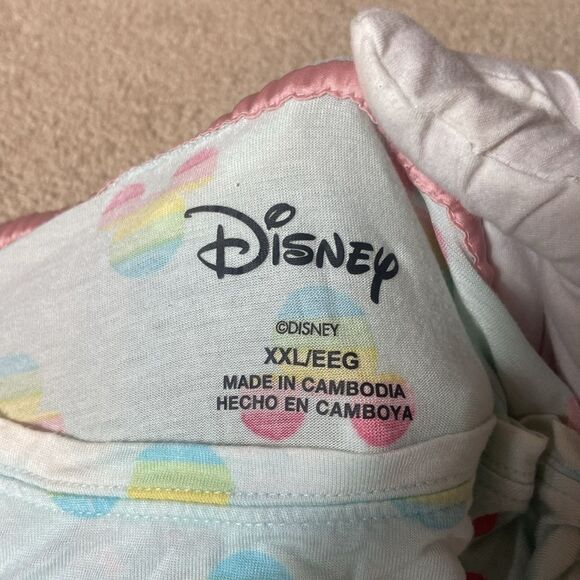 Disney
©DISNEY
XXL/EEG
MADE IN CAMBODIA
HECHO EN CAMBOYA